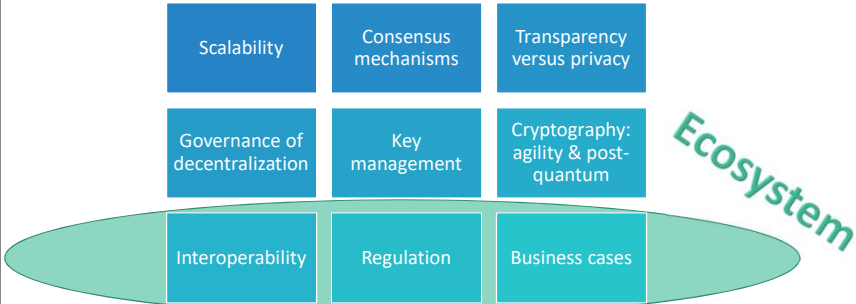 Scalability
Consensus
mechanisms
Transparency
versus privacy
Governance of
decentralization
Key
management
Cryptography:
agility & post-
quantum
Ecosystem
Interoperability
Regulation
Business cases